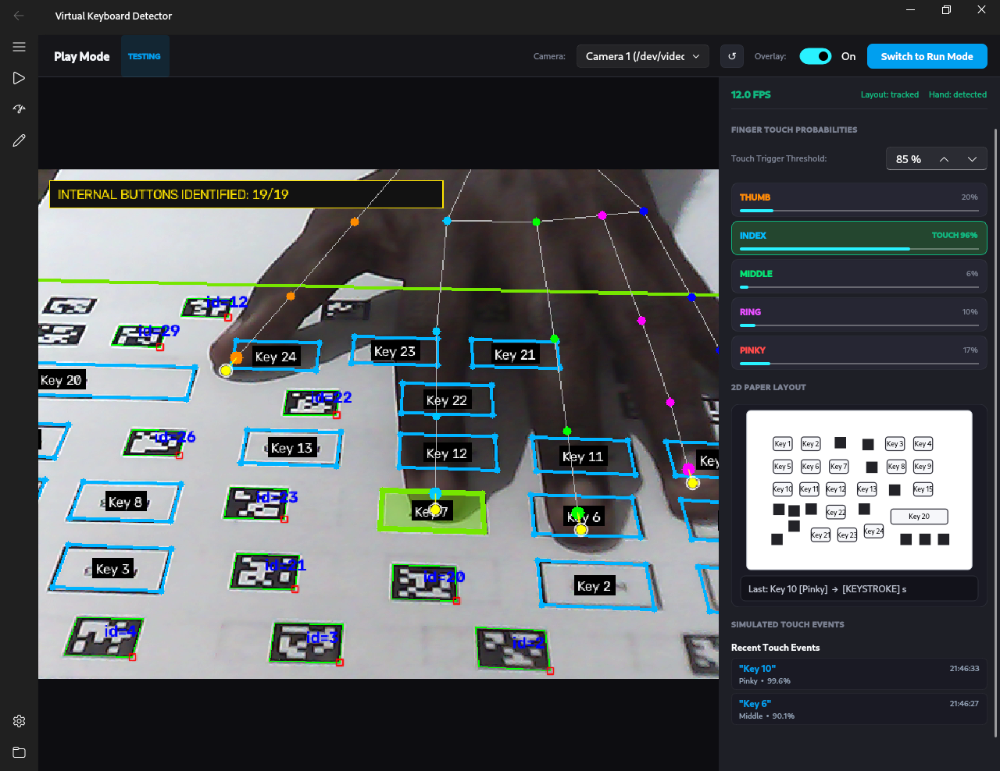 Virtual Keyboard Detector
Play Mode
TESTING
Camera:
Camera 1 (/dev/videc
Overlay:
On
Switch to Run Mode
12.0 FPS
Layout: tracked
Hand: detected
FINGER TOUCH PROBABILITIES
Touch Trigger Threshold:
85 %
THUMB
20%
INDEX
TOUCH 96%
MIDDLE
6%
RING
10%
PINKY
17%
2D PAPER LAYOUT
Key 1 Key 2 Key 3 Key 4
Key 5 Key 6 Key 7 Key 8 Key 9
Key 10 Key 11 Key 12 Key 13 Key 15
Key 22 Key 20
Key 21 Key 23 Key 24
Last: Key 10 [Pinky] → [KEYSTROKE] s
SIMULATED TOUCH EVENTS
Recent Touch Events
"Key 10"
21:46:33
Pinky • 99.6%
"Key 6"
21:46:27
Middle • 90.1%
INTERNAL BUTTONS IDENTIFIED: 19/19
id=12
id=29
Key 24 Key 23 Key 21
Key 20
id=22
Key 22
id=26
Key 13 Key 12 Key 11 Key
Key 8
id=23
Key 7
Key 6
Key 3
id=21
id=20
Key 2
id=4
id=3
id=2